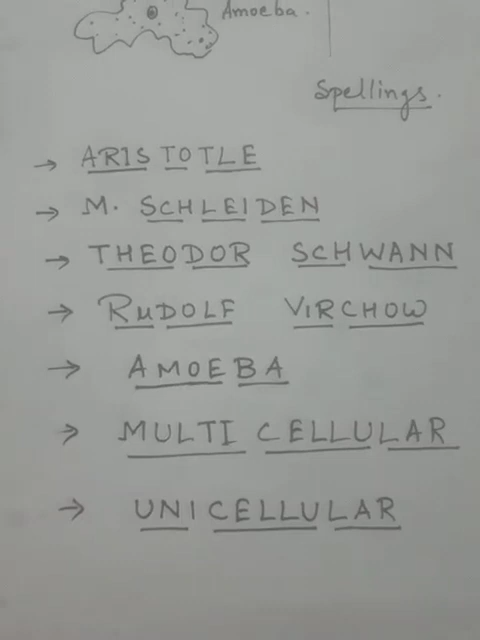 Amoeba.
Spellings.
→ ARISTOTLE
→ M. SCHLEIDEN
→ THEODOR SCHWANN
→ RUDOLF VIRCHOW
→ AMOEBA
→ MULTI CELLULAR
→ UNICELLULAR